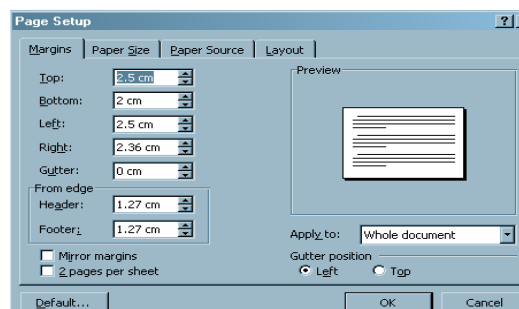 Page Setup ?
Margins Paper Size Paper Source Layout
Top: 2.5 cm
Bottom: 2 cm
Left: 2.5 cm
Right: 2.36 cm
Gutter: 0 cm
From edge
Header: 1.27 cm
Footer: 1.27 cm
Mirror margins
2 pages per sheet
Preview
Apply to: Whole document
Gutter position
Left Top
Default... OK Cancel